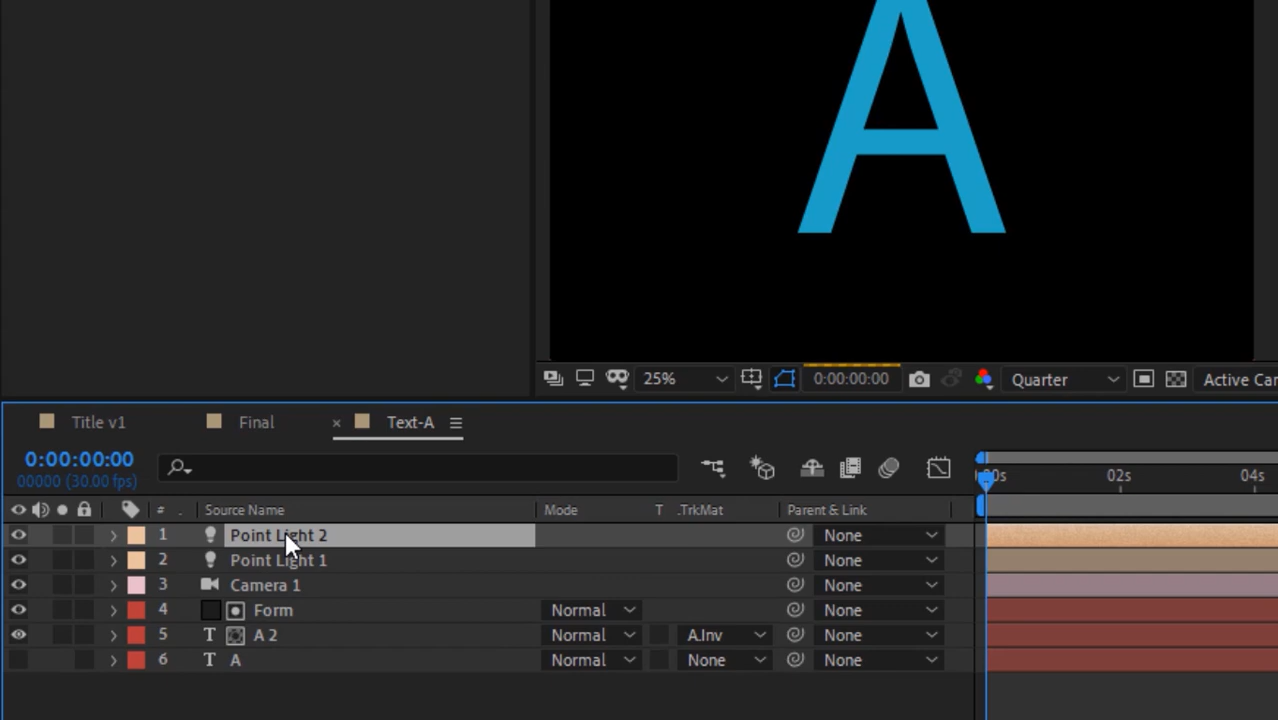 A
25%
0:00:00:00
Quarter
Active Ca
Title v1
Final
× Text-A
0:00:00:00
00000 (30.00 fps)
:00s 02s 04s
# . Source Name Mode T .TrkMat Parent & Link
1 Point Light 2 None
2 Point Light 1 None
3 Camera 1 None
4 Form Normal None
5 T A 2 Normal A.Inv None
6 T A Normal None None